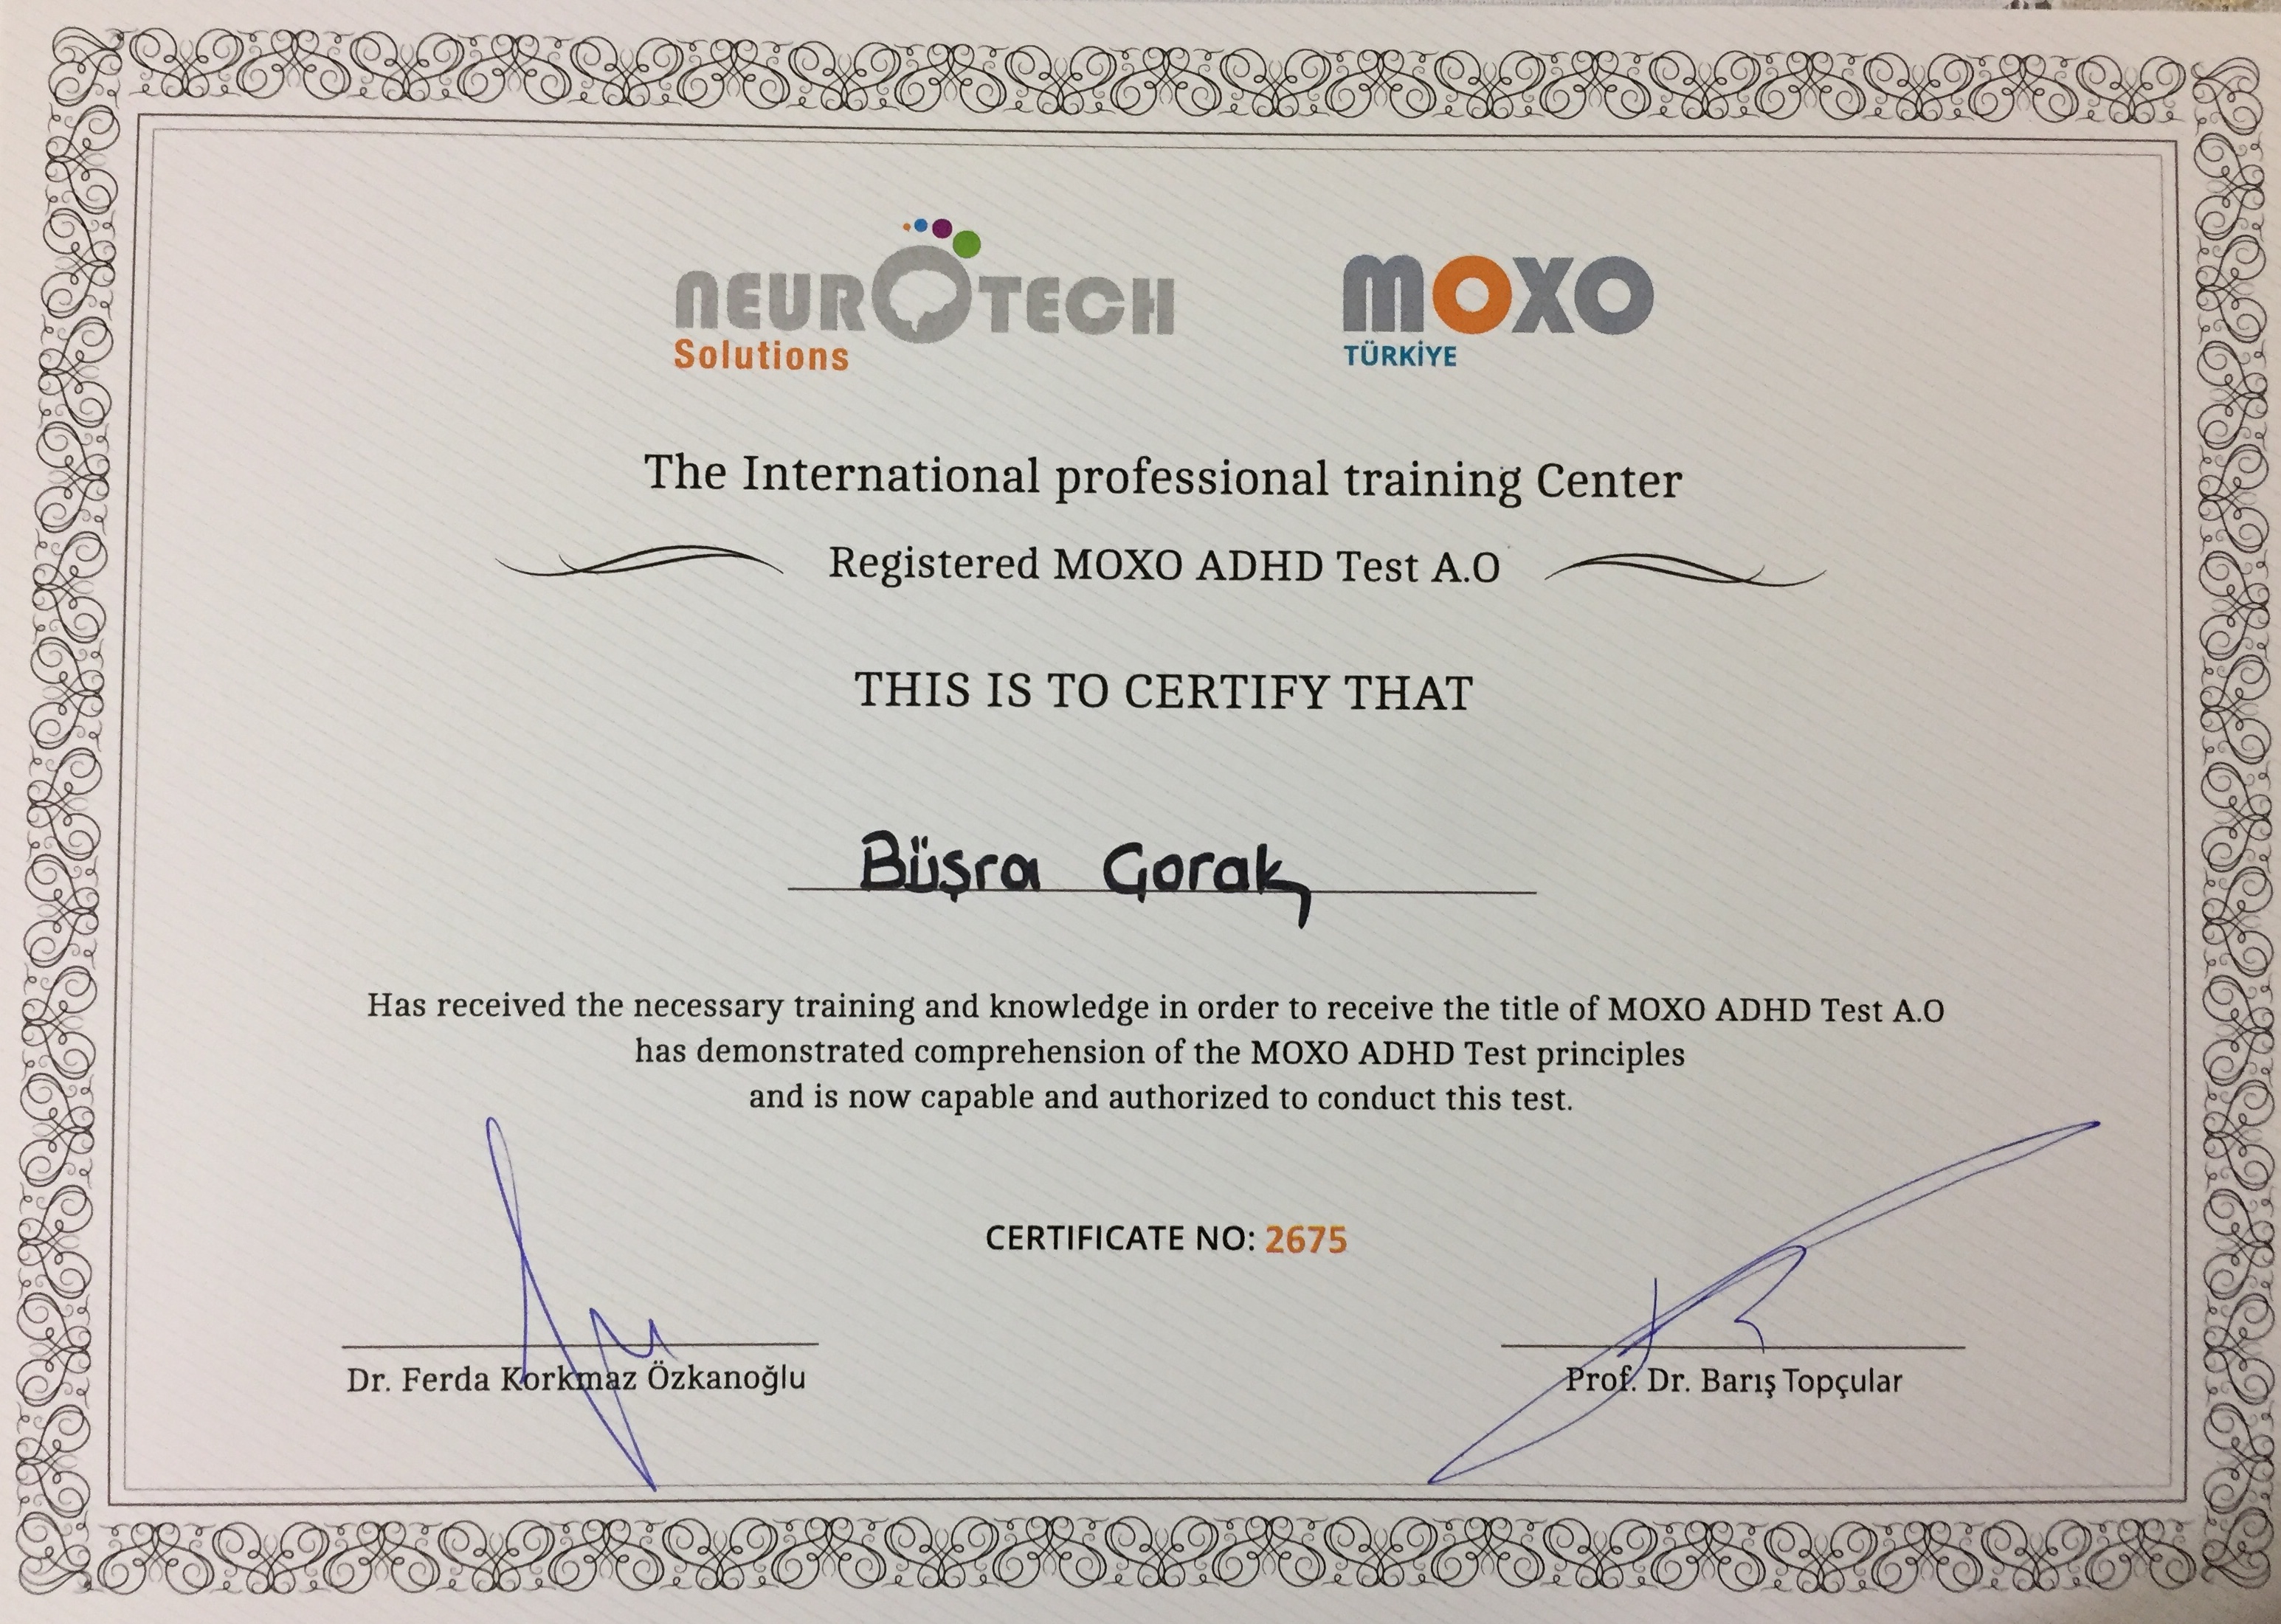 NEUROTECH
Solutions
MOXO
TÜRKİYE
The International professional training Center
Registered MOXO ADHD Test A.O
THIS IS TO CERTIFY THAT
Büşra Gorak
Has received the necessary training and knowledge in order to receive the title of MOXO ADHD Test A.O
has demonstrated comprehension of the MOXO ADHD Test principles
and is now capable and authorized to conduct this test.
CERTIFICATE NO: 2675
Dr. Ferda Korkmaz Özkanoğlu
Prof. Dr. Barış Topçular